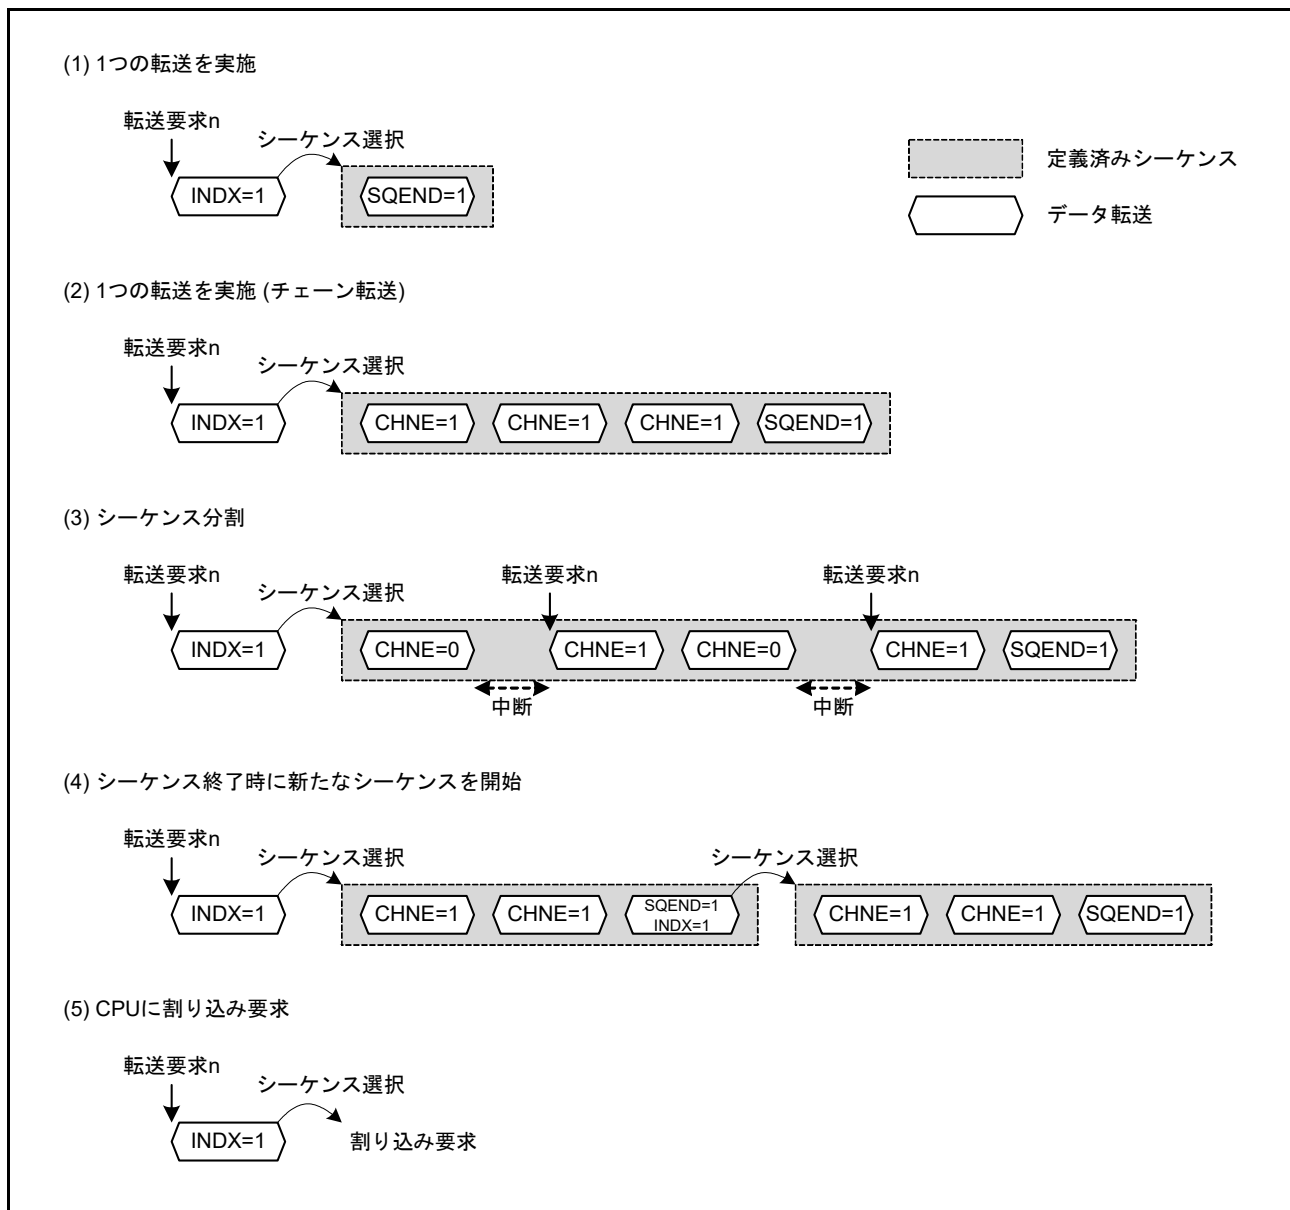 (1) 1つの転送を実施
転送要求n
シーケンス選択
INDX=1
SQEND=1
定義済みシーケンス
データ転送
(2) 1つの転送を実施 (チェーン転送)
転送要求n
シーケンス選択
INDX=1
CHNE=1
CHNE=1
CHNE=1
SQEND=1
(3) シーケンス分割
転送要求n
シーケンス選択
転送要求n
転送要求n
INDX=1
CHNE=0
CHNE=1
CHNE=0
CHNE=1
SQEND=1
中断
中断
(4) シーケンス終了時に新たなシーケンスを開始
転送要求n
シーケンス選択
シーケンス選択
INDX=1
CHNE=1
CHNE=1
SQEND=1
INDX=1
CHNE=1
CHNE=1
SQEND=1
(5) CPUに割り込み要求
転送要求n
シーケンス選択
INDX=1
割り込み要求